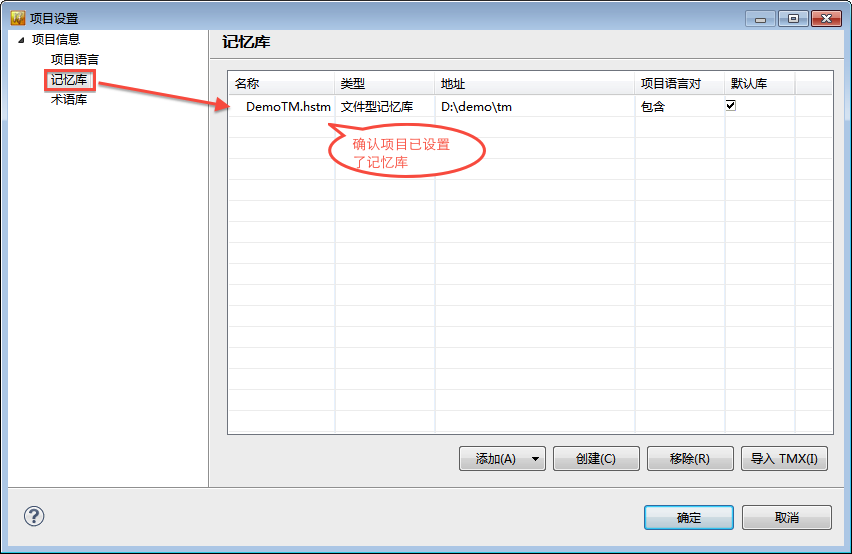 项目设置
项目信息
项目语言
记忆库
术语库
记忆库
名称 类型 地址 项目语言对 默认库
DemoTM.hstm 文件型记忆库 D:\demo\tm 包含
确认项目已设置
了记忆库
添加(A) 创建(C) 移除(R) 导入 TMX(I)
?
确定 取消